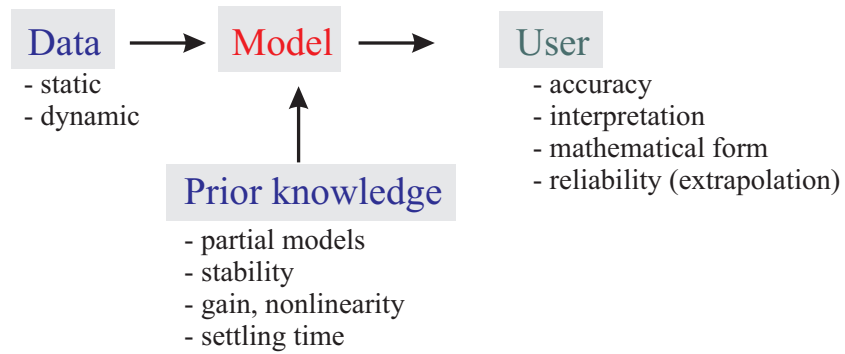 Data
- static
- dynamic
Model
User
- accuracy
- interpretation
- mathematical form
- reliability (extrapolation)
Prior knowledge
- partial models
- stability
- gain, nonlinearity
- settling time